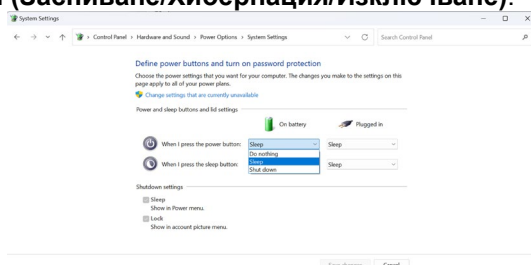 (Засниване/Хибернация/Изключване).
System Settings
Control Panel > Hardware and Sound > Power Options > System Settings
Search Control Panel
Define power buttons and turn on password protection
Choose the power settings that you want for your computer. The changes you make to the settings on this
page apply to all of your power plans.
Change settings that are currently unavailable
Power and sleep buttons and lid settings
On battery
Plugged in
When I press the power button:
Sleep
Sleep
Do nothing
Sleep
Shut down
When I press the sleep button:
Sleep
Shutdown settings
Sleep
Show in Power menu.
Lock
Show in account picture menu.
Cancel